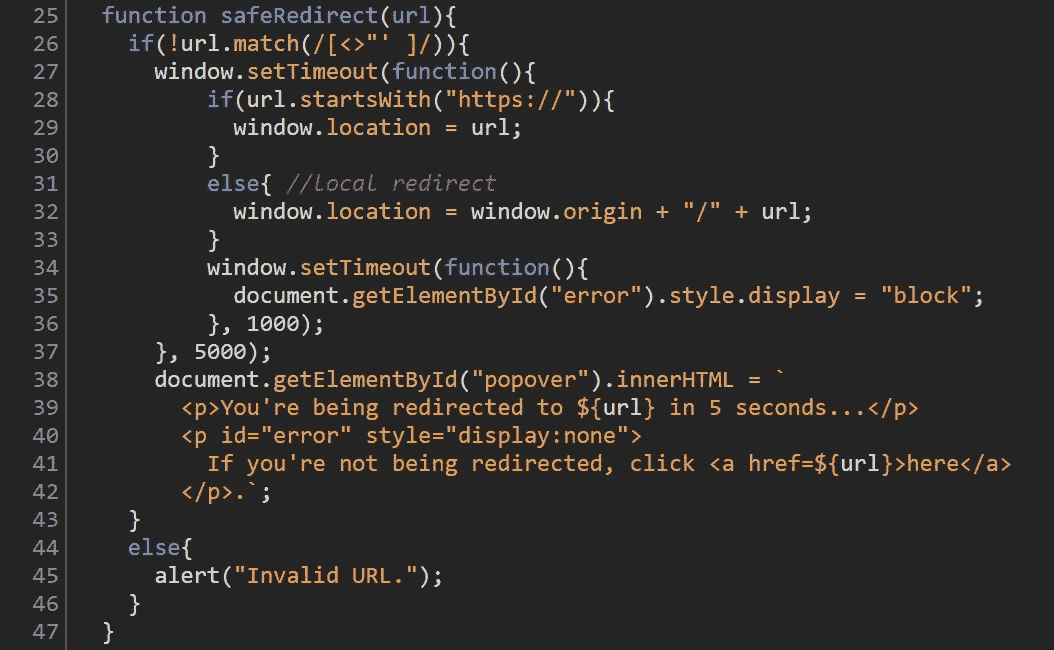 25 function safeRedirect(url){
26 if(!url.match(/[<>"' ]/)){
27 window.setTimeout(function(){
28 if(url.startsWith("https://")){
29 window.location = url;
30 }
31 else{ //local redirect
32 window.location = window.origin + "/" + url;
33 }
34 window.setTimeout(function(){
35 document.getElementById("error").style.display = "block";
36 }, 1000);
37 }, 5000);
38 document.getElementById("popover").innerHTML = `
39 <p>You're being redirected to ${url} in 5 seconds...</p>
40 <p id="error" style="display:none">
41 If you're not being redirected, click <a href=${url}>here</a>
42 </p>.`;
43 }
44 else{
45 alert("Invalid URL.");
46 }
47 }